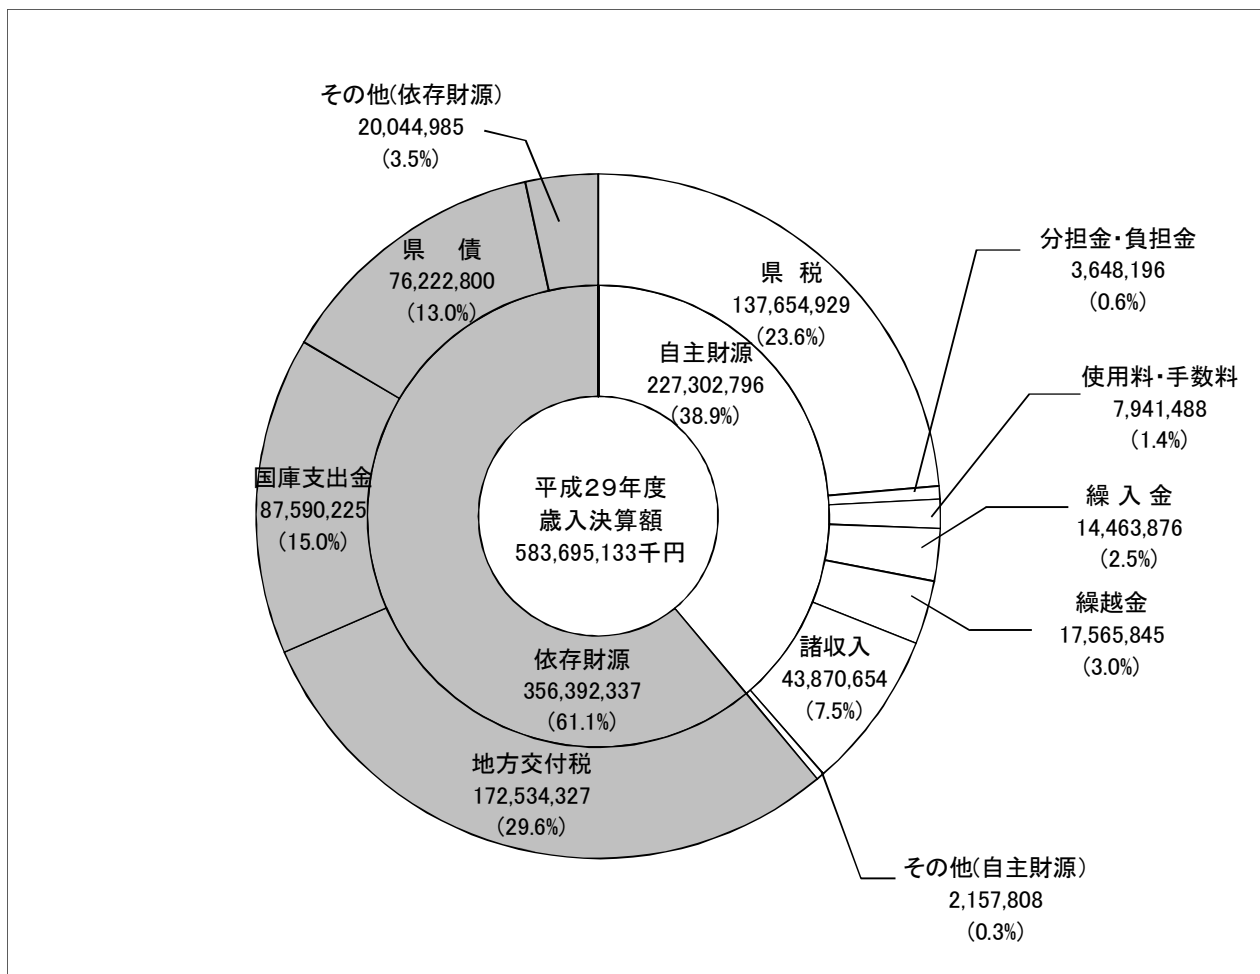 その他(依存財源)
20,044,985
(3.5%)
県　債
76,222,800
(13.0%)
国庫支出金
87,590,225
(15.0%)
県 税
137,654,929
(23.6%)
自主財源
227,302,796
(38.9%)
分担金・負担金
3,648,196
(0.6%)
使用料・手数料
7,941,488
(1.4%)
繰 入 金
14,463,876
(2.5%)
繰越金
17,565,845
(3.0%)
平成29年度
歳入決算額
583,695,133千円
諸収入
43,870,654
(7.5%)
依存財源
356,392,337
(61.1%)
地方交付税
172,534,327
(29.6%)
その他(自主財源)
2,157,808
(0.3%)